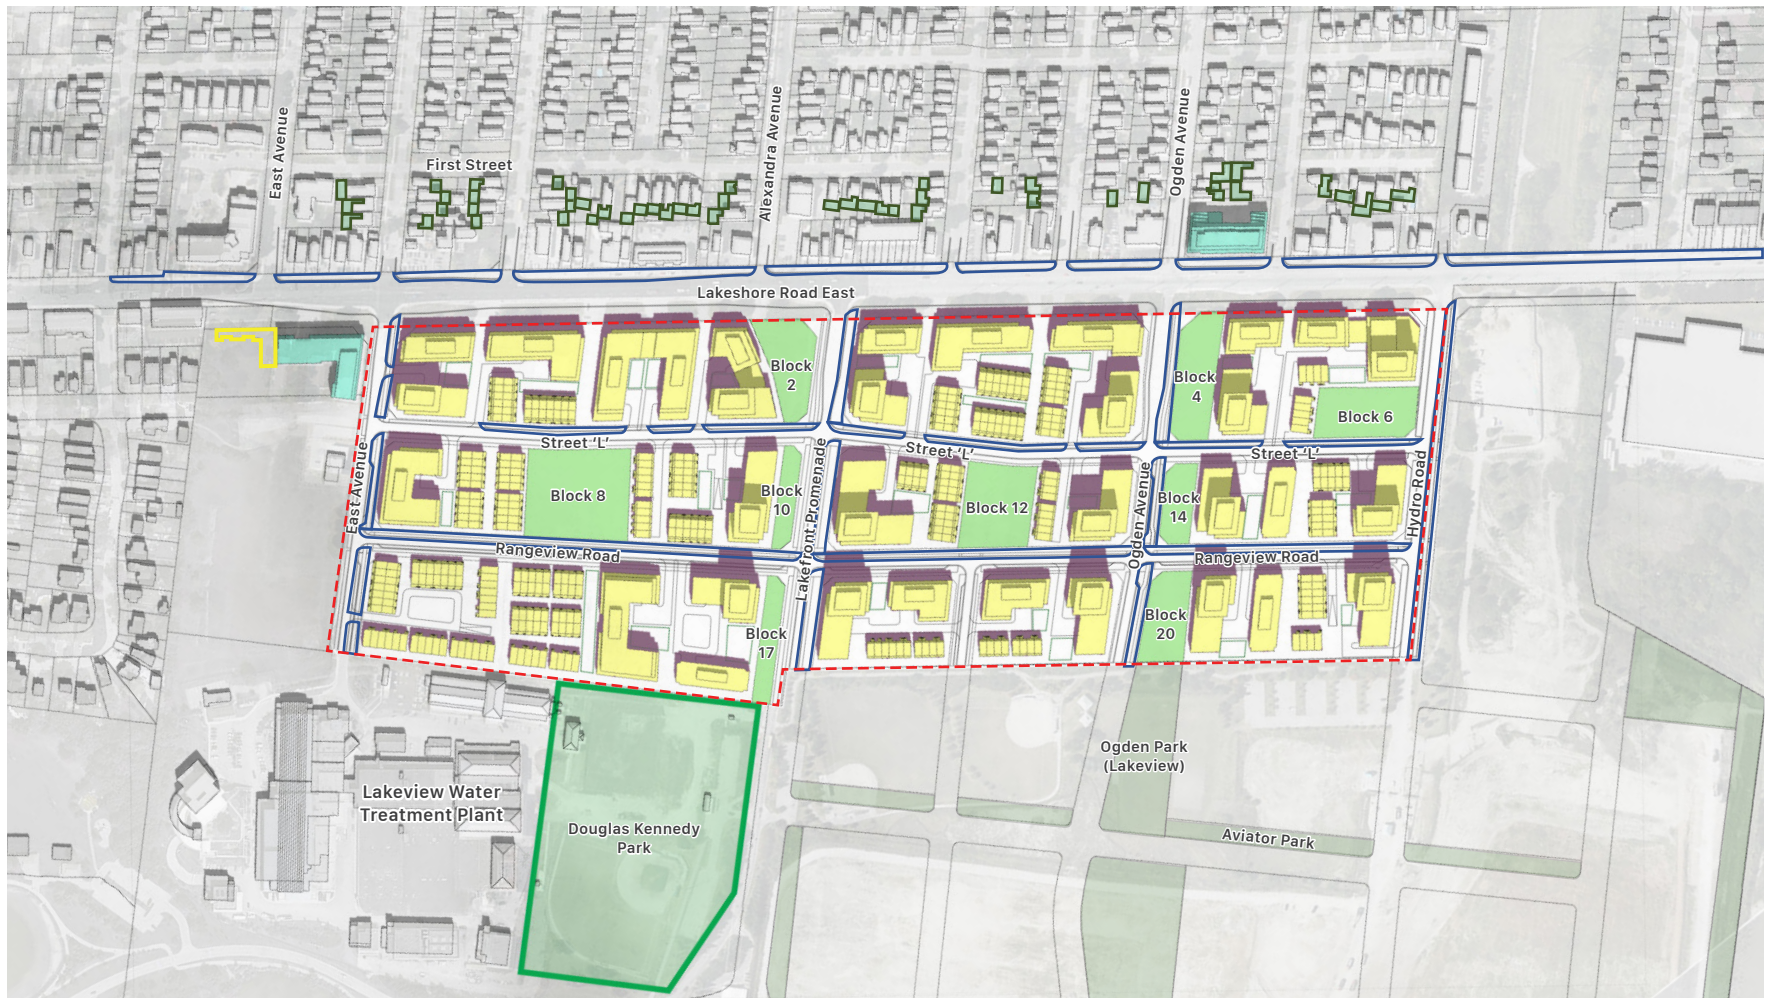 First Street
East Avenue
Alexandra Avenue
Ogden Avenue
Lakeshore Road East
Block
2
Block
4
Block 6
Street ‘L’
Street ‘L’
Street ‘L’
East Avenue
Block 8
Block
10
Lakefront Promenade
Block 12
Ogden Avenue
Block
14
Hydro Road
Rangeview Road
Rangeview Road
Block
17
Block
20
Ogden Park
(Lakeview)
Lakeview Water
Treatment Plant
Douglas Kennedy
Park
Aviator Park